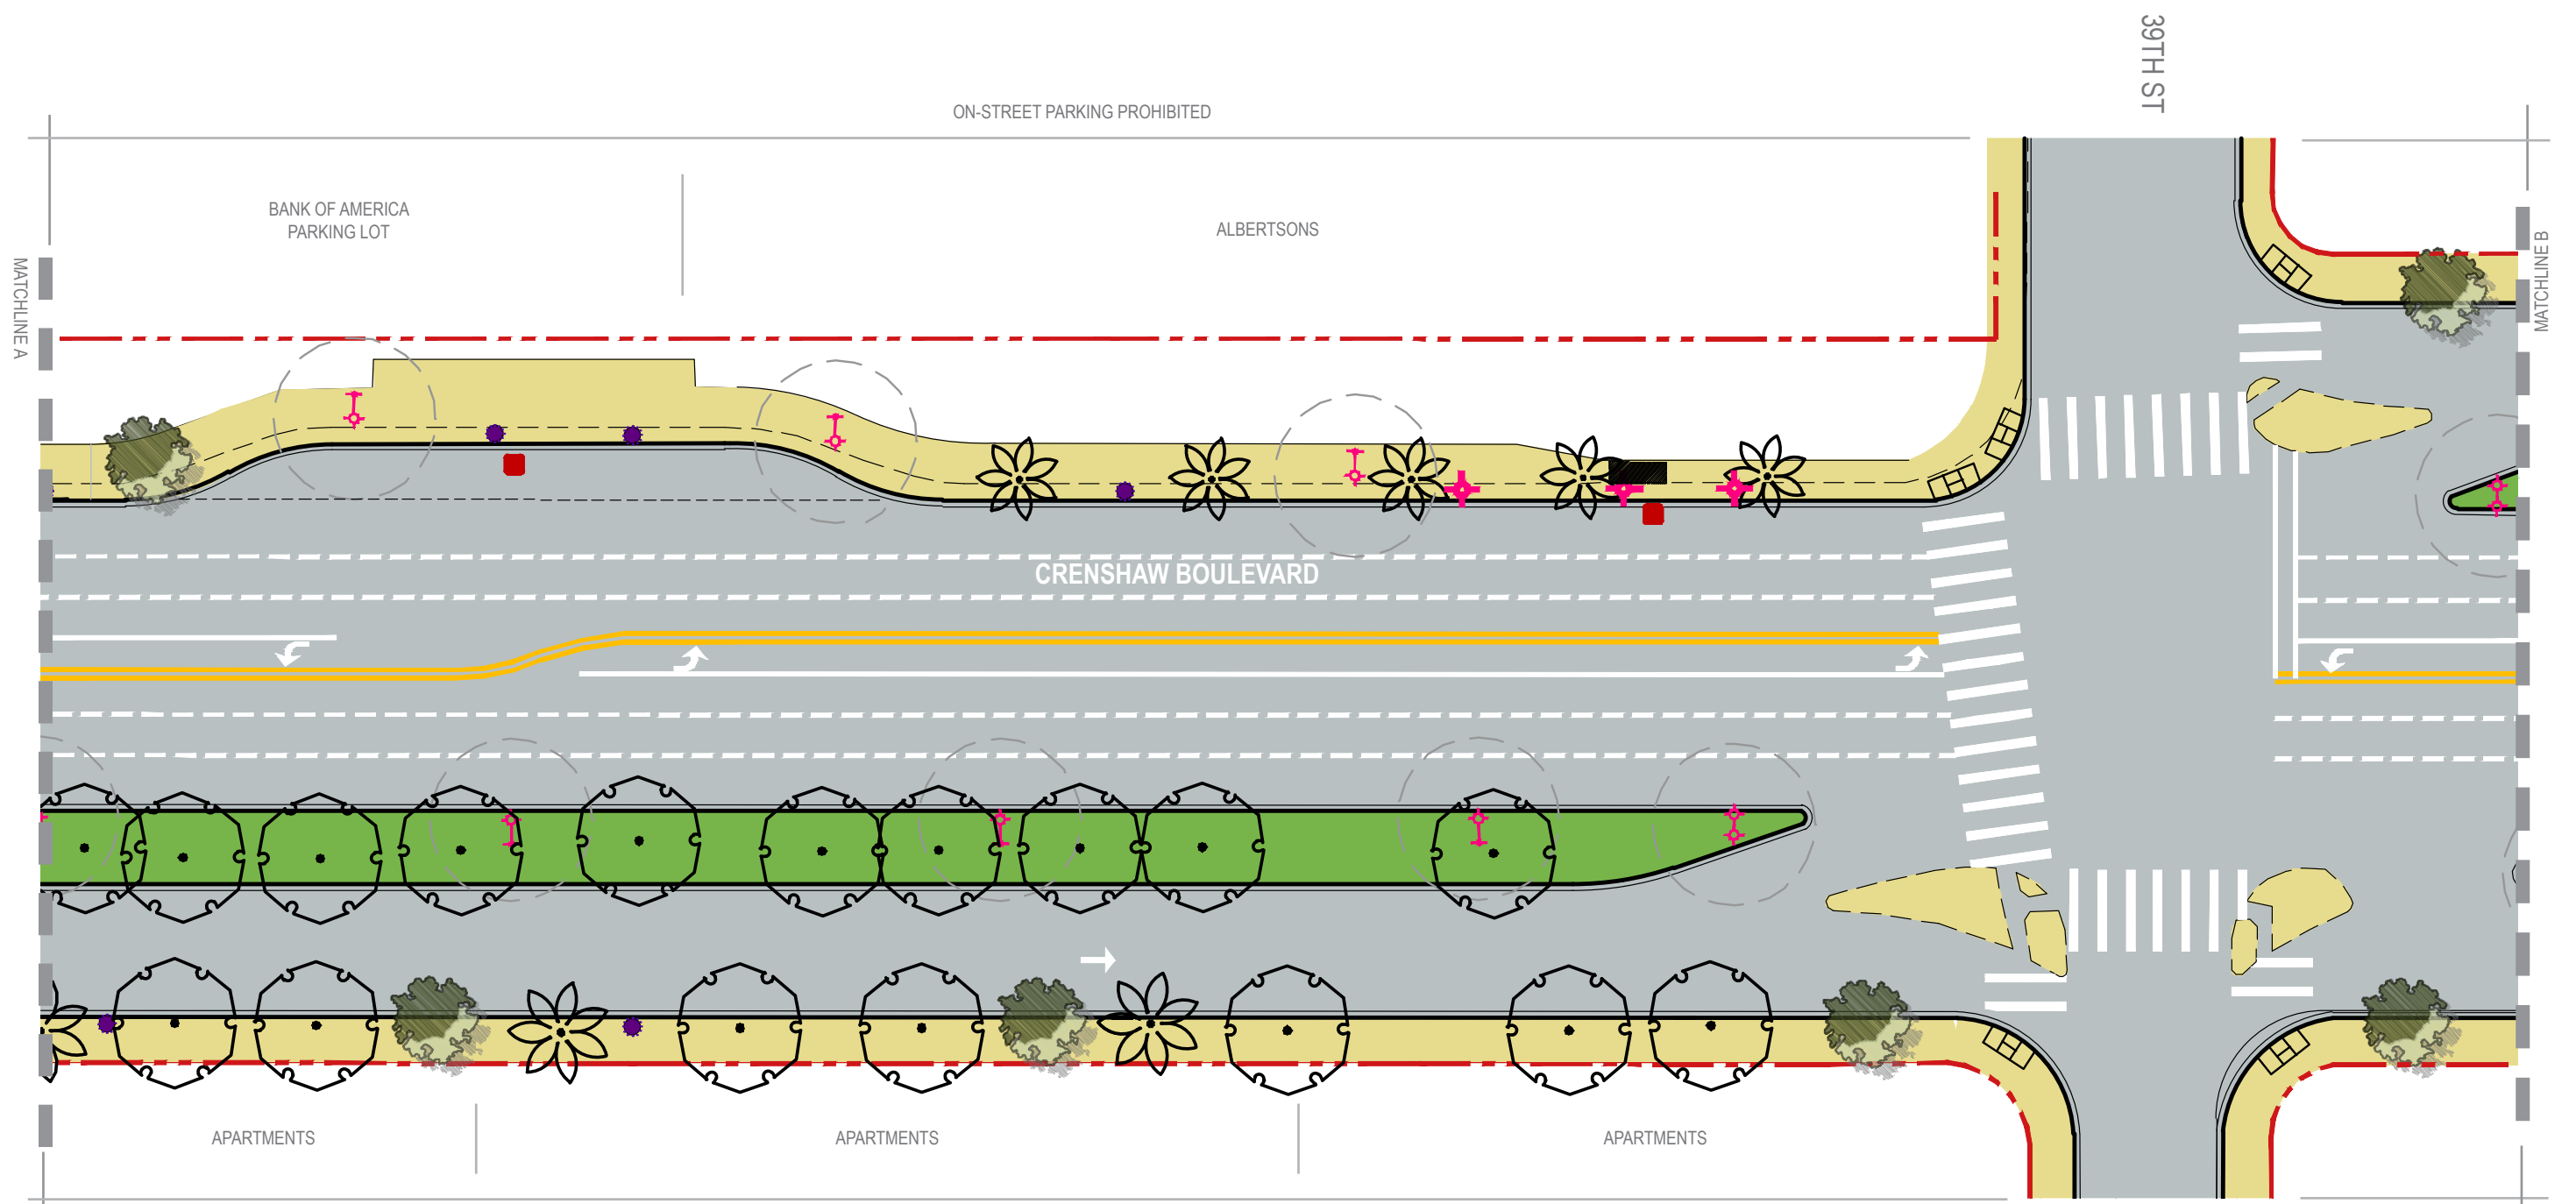 39TH ST
ON-STREET PARKING PROHIBITED
BANK OF AMERICA
PARKING LOT
ALBERTSONS
MATCHLINE A
MATCHLINE B
CRENSHAW BOULEVARD
APARTMENTS
APARTMENTS
APARTMENTS